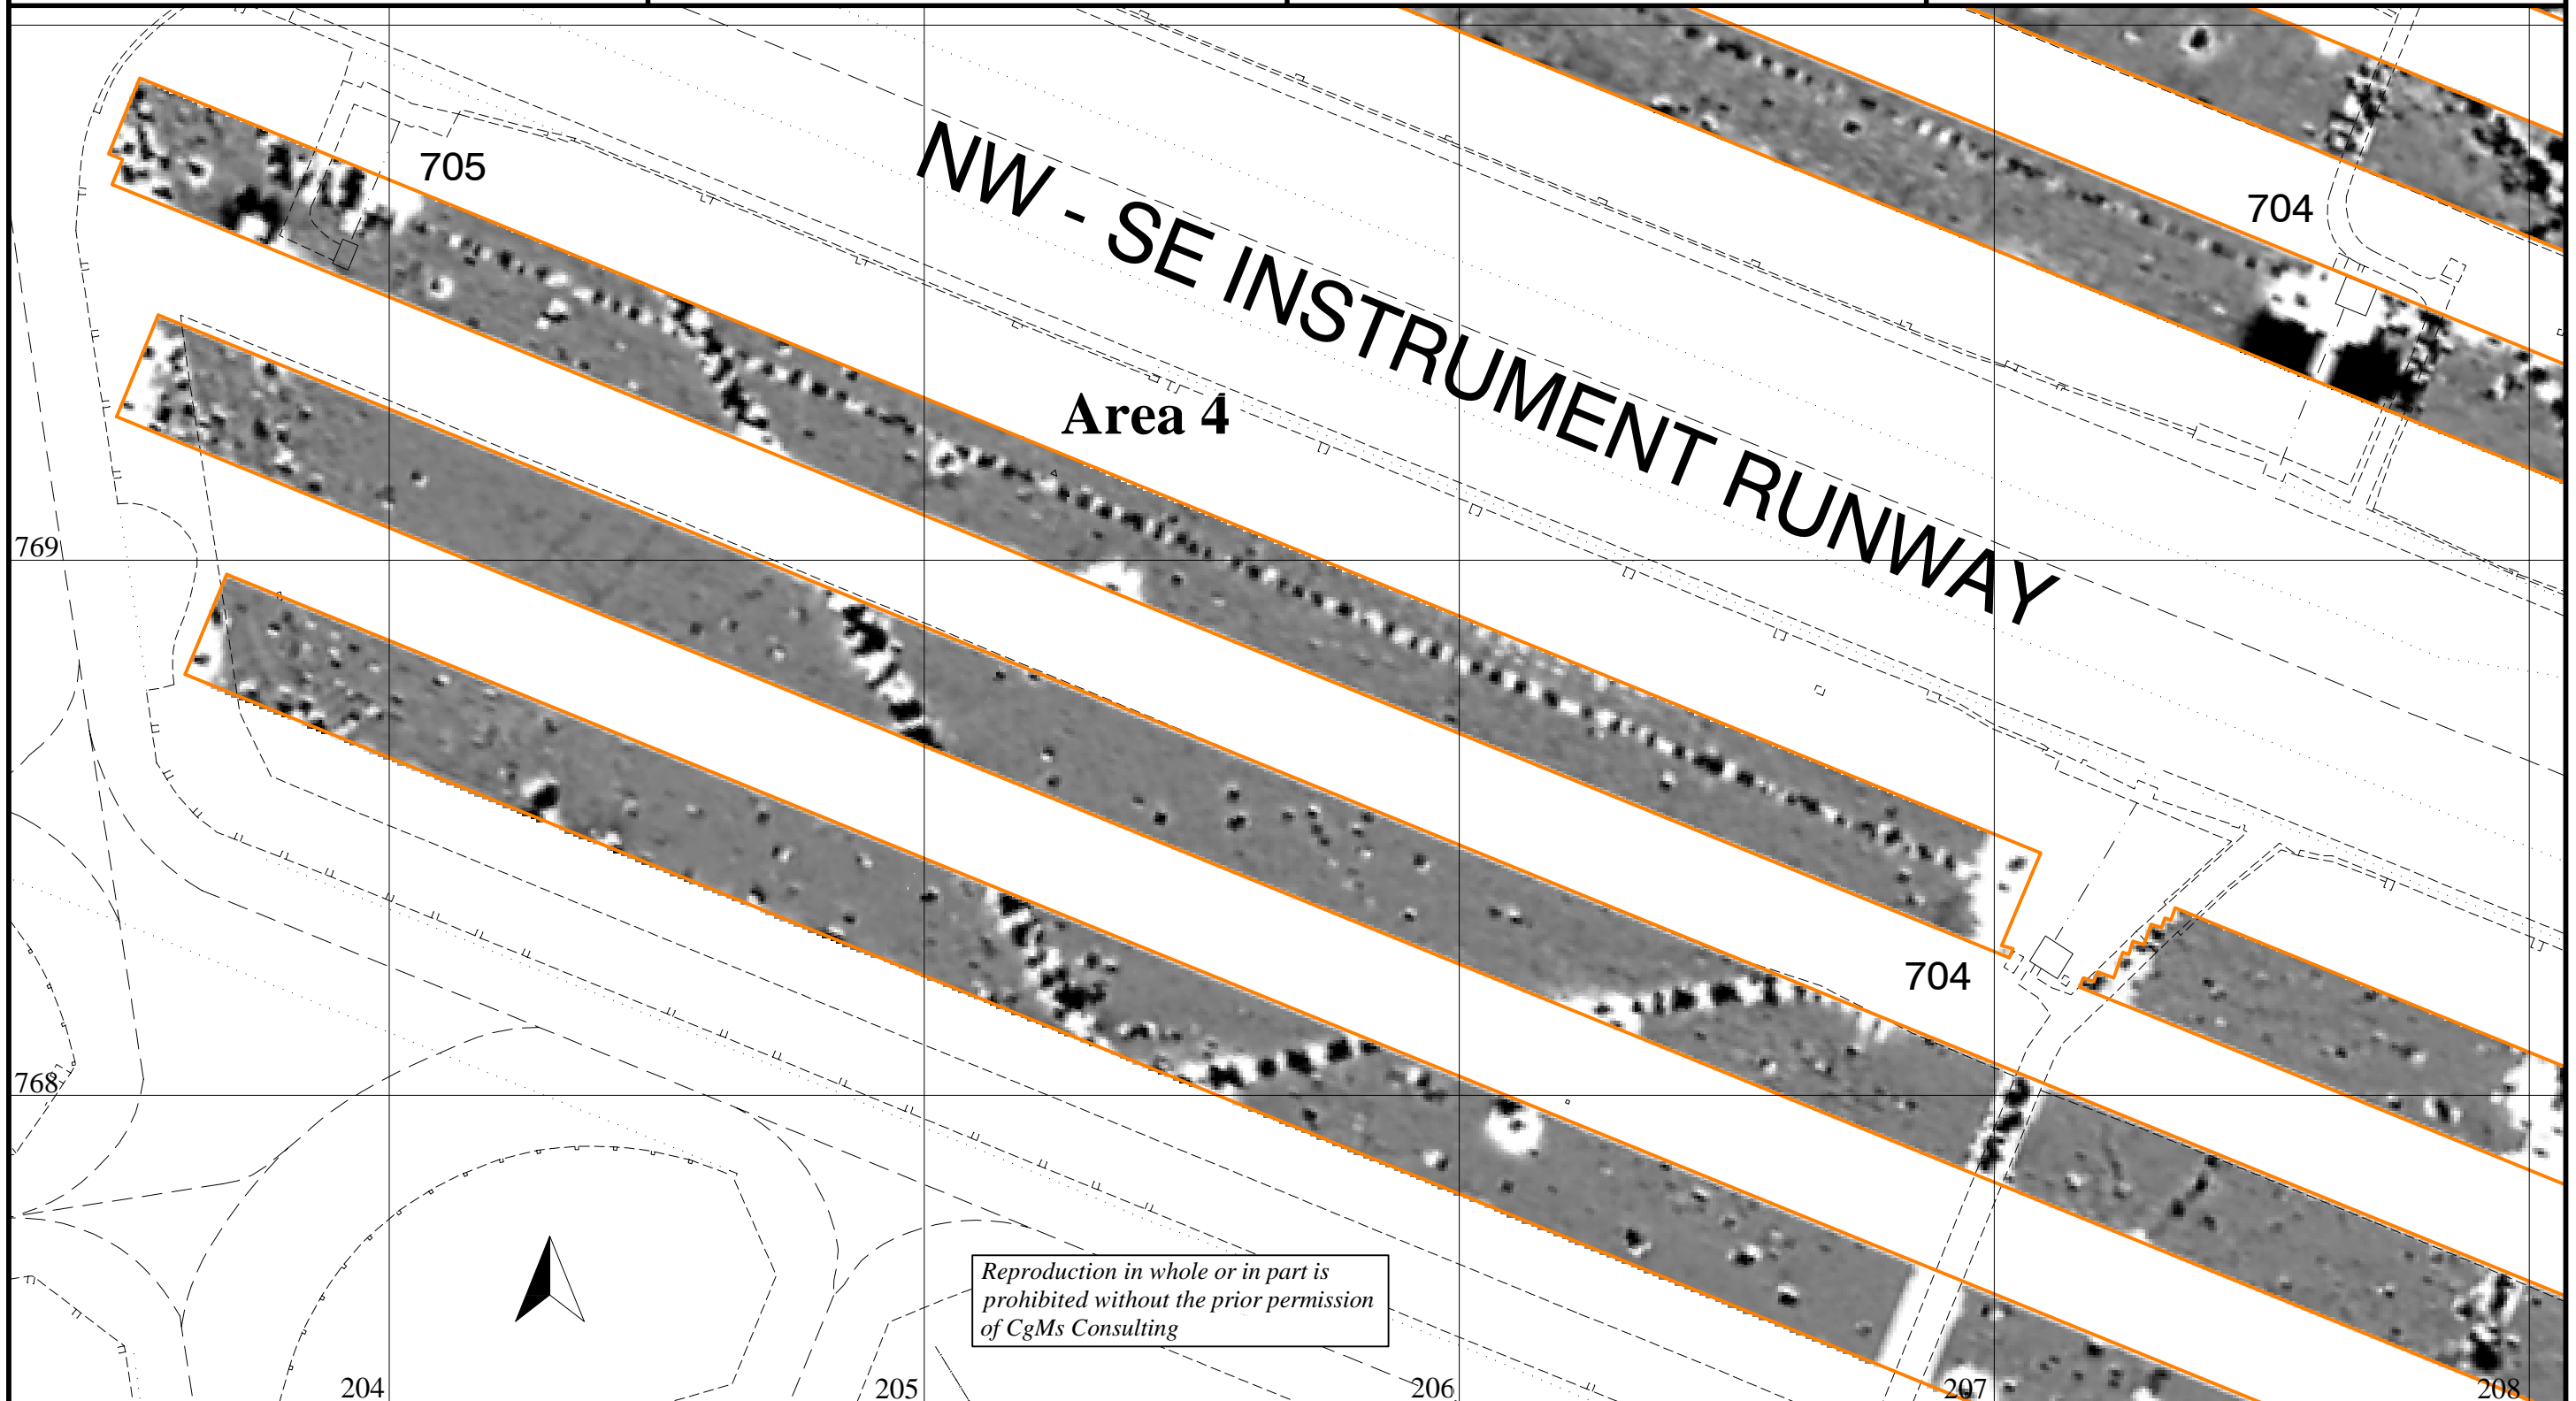 705
704
NW - SE INSTRUMENT RUNWAY
Area 4
769
704
768
Reproduction in whole or in part is
prohibited without the prior permission
of CgMs Consulting
204
205
206
207
208